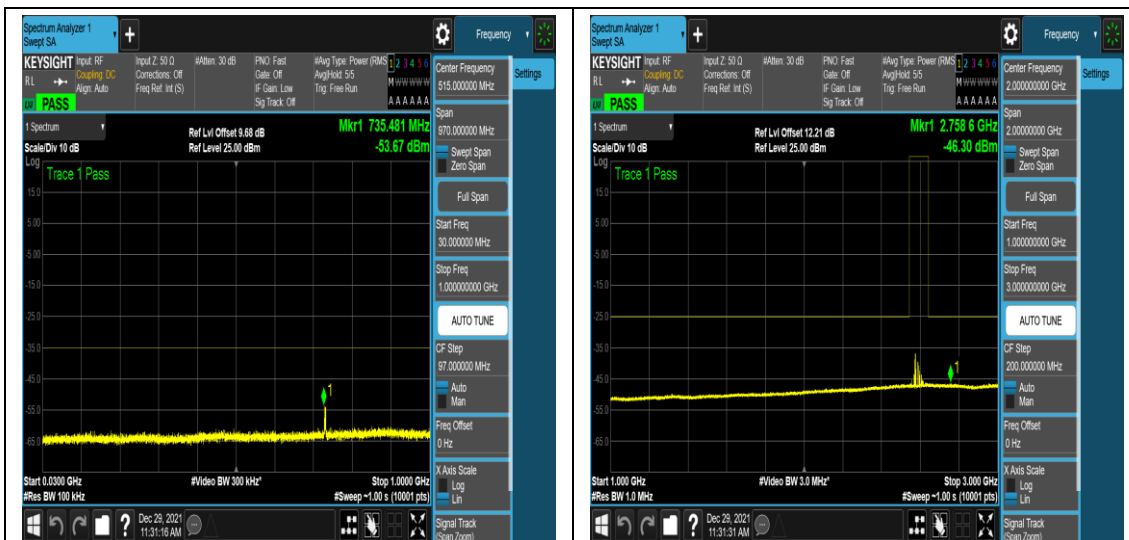 Spectrum Analyzer 1
Swept SA
+
Frequency
KEYSIGHT
RL
Input: RF
Coupling: DC
Align: Auto
Input Z: 50 Ω
Corrections: Off
Freq Ref: Int (S)
#Atten: 30 dB
PNO: Fast
Gate: Off
IF Gain: Low
Sig Track: Off
#Avg Type: Power (RMS
Avg|Hold: 5/5
Trig: Free Run
1 2 3 4 5 6
M W W W W W
A A A A A A
PASS
1 Spectrum
Scale/Div 10 dB
Ref Lvl Offset 9.68 dB
Ref Level 25.00 dBm
Mkr1 735.481 MHz
-53.67 dBm
Log
Trace 1 Pass
15.0
5.00
-5.00
-15.0
-25.0
-35.0
-45.0
-55.0
-65.0
1
Start 0.0300 GHz
#Res BW 100 kHz
#Video BW 300 kHz*
Stop 1.0000 GHz
#Sweep ~1.00 s (10001 pts)
?
Dec 29, 2021
11:31:16 AM
Center Frequency
515.000000 MHz
Settings
Span
970.000000 MHz
Swept Span
Zero Span
Full Span
Start Freq
30.000000 MHz
Stop Freq
1.000000000 GHz
AUTO TUNE
CF Step
97.000000 MHz
Auto
Man
Freq Offset
0 Hz
X Axis Scale
Log
Lin
Signal Track
(Span Zoom)
Spectrum Analyzer 1
Swept SA
+
Frequency
KEYSIGHT
RL
Input: RF
Coupling: DC
Align: Auto
Input Z: 50 Ω
Corrections: Off
Freq Ref: Int (S)
#Atten: 30 dB
PNO: Fast
Gate: Off
IF Gain: Low
Sig Track: Off
#Avg Type: Power (RMS
Avg|Hold: 5/5
Trig: Free Run
1 2 3 4 5 6
M W W W W W
A A A A A A
PASS
1 Spectrum
Scale/Div 10 dB
Ref Lvl Offset 12.21 dB
Ref Level 25.00 dBm
Mkr1 2.758 6 GHz
-46.30 dBm
Log
Trace 1 Pass
15.0
5.00
-5.00
-15.0
-25.0
-35.0
-45.0
-55.0
-65.0
1
Start 1.000 GHz
#Res BW 1.0 MHz
#Video BW 3.0 MHz*
Stop 3.000 GHz
#Sweep ~1.00 s (10001 pts)
?
Dec 29, 2021
11:31:31 AM
Center Frequency
2.000000000 GHz
Settings
Span
2.00000000 GHz
Swept Span
Zero Span
Full Span
Start Freq
1.000000000 GHz
Stop Freq
3.000000000 GHz
AUTO TUNE
CF Step
200.000000 MHz
Auto
Man
Freq Offset
0 Hz
X Axis Scale
Log
Lin
Signal Track
(Span Zoom)